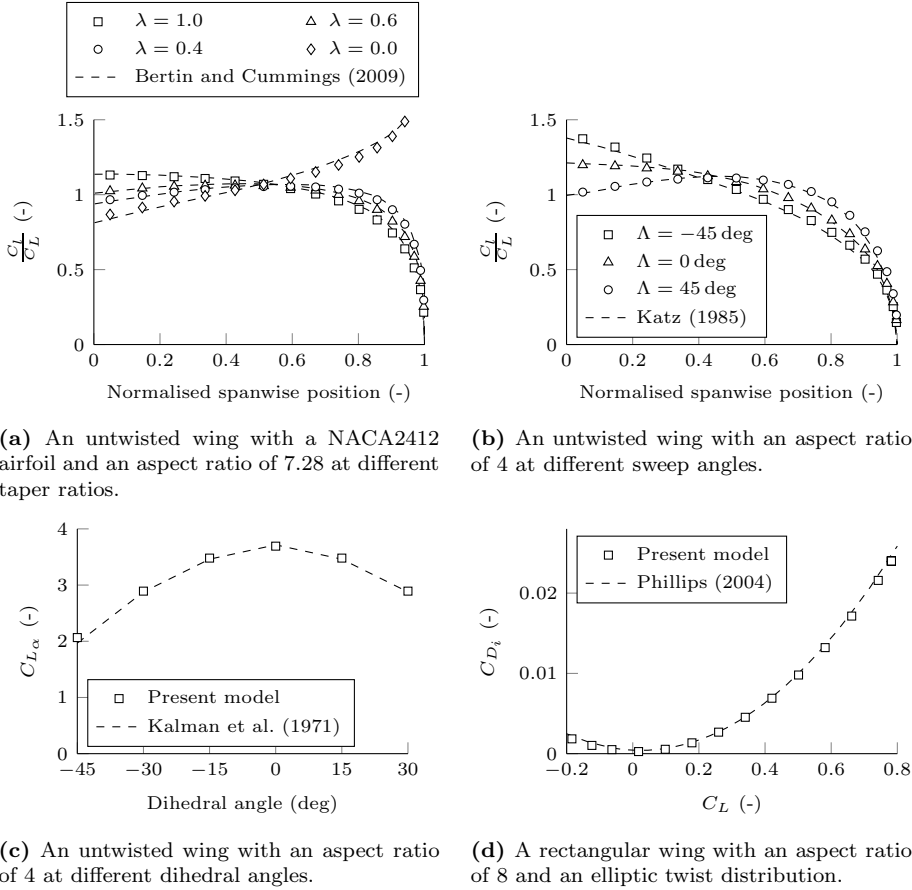 λ = 1.0
λ = 0.6
λ = 0.4
λ = 0.0
Bertin and Cummings (2009)
1.5
1
0.5
0
C_l/C_L (-)
0 0.2 0.4 0.6 0.8 1
Normalised spanwise position (-)
(a) An untwisted wing with a NACA2412
airfoil and an aspect ratio of 7.28 at different
taper ratios.
1.5
1
0.5
0
C_l/C_L (-)
Λ = −45 deg
Λ = 0 deg
Λ = 45 deg
Katz (1985)
0 0.2 0.4 0.6 0.8 1
Normalised spanwise position (-)
(b) An untwisted wing with an aspect ratio
of 4 at different sweep angles.
4
3
2
1
0
C_{L_α} (-)
Present model
Kalman et al. (1971)
−45 −30 −15 0 15 30
Dihedral angle (deg)
(c) An untwisted wing with an aspect ratio
of 4 at different dihedral angles.
0.02
0.01
0
C_{D_i} (-)
Present model
Phillips (2004)
−0.2 0 0.2 0.4 0.6 0.8
C_L (-)
(d) A rectangular wing with an aspect ratio
of 8 and an elliptic twist distribution.